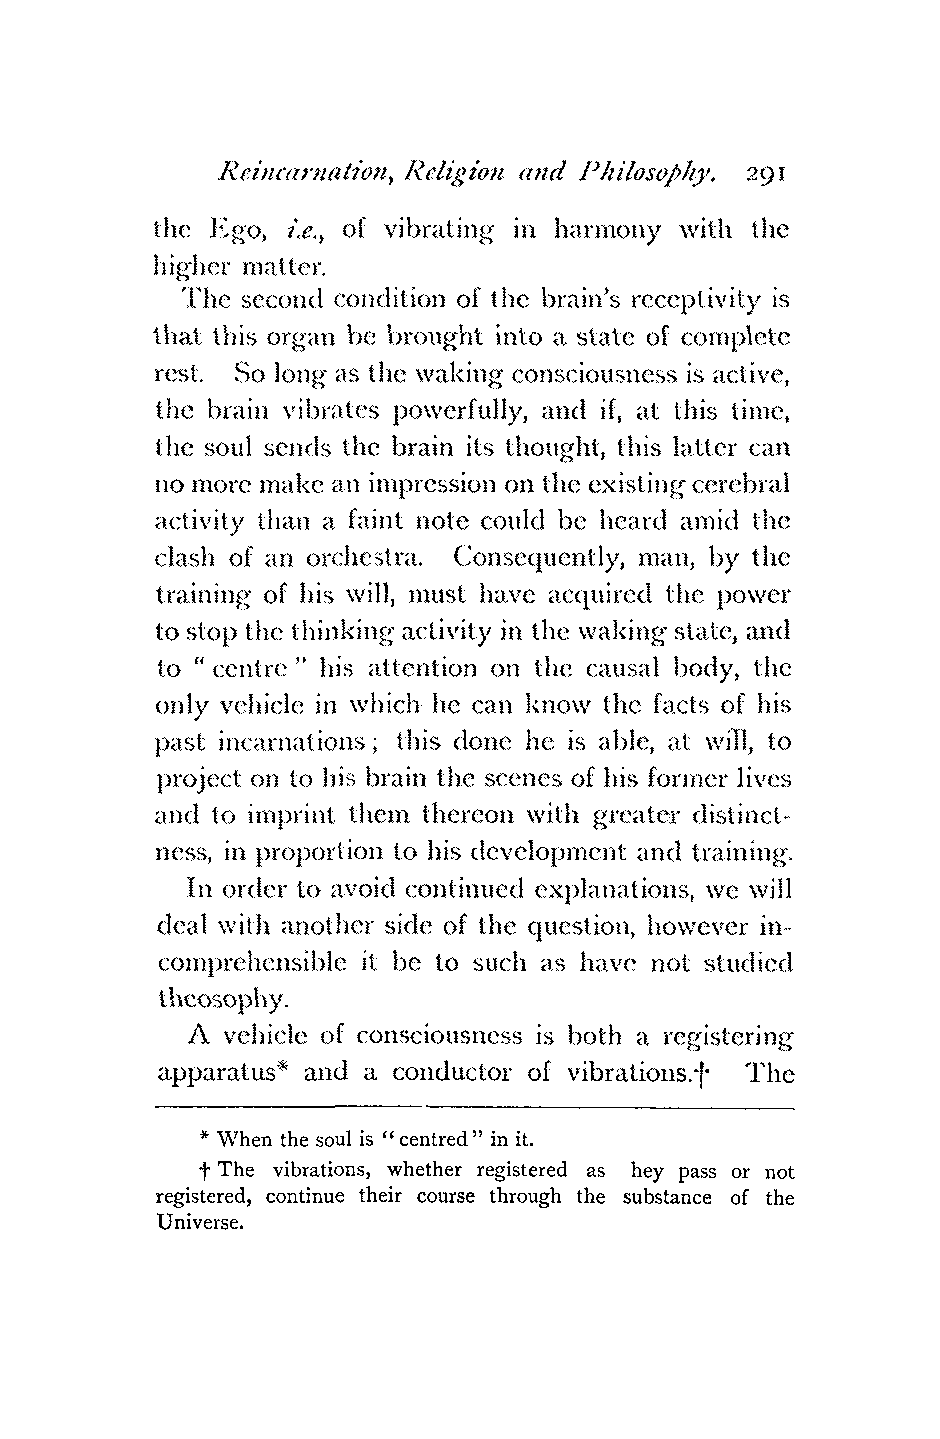 Reincarnation, Religion and Philosophy. 291
the Ego, i.e., of vibrating in harmony with the
higher matter.
The second condition of the brain's receptivity is
that this organ be brought into a state of complete
rest. So long as the waking consciousness is active,
the brain vibrates powerfully, and if, at this time,
the soul sends the brain its thought, this latter can
no more make an impression on the existing cerebral
activity than a faint note could be heard amid the
clash of an orchestra. Consequently, man, by the
training of his will, must have acquired the power
to stop the thinking activity in the waking state, and
to “ centre ” his attention on the causal body, the
only vehicle in which he can know the facts of his
past incarnations ; this done he is able, at will, to
project on to his brain the scenes of his former lives
and to imprint them thereon with greater distinct-
ness, in proportion to his development and training.
In order to avoid continued explanations, we will
deal with another side of the question, however in-
comprehensible it be to such as have not studied
theosophy.
A vehicle of consciousness is both a registering
apparatus* and a conductor of vibrations.† The
* When the soul is “ centred ” in it.
† The vibrations, whether registered as hey pass or not
registered, continue their course through the substance of the
Universe.